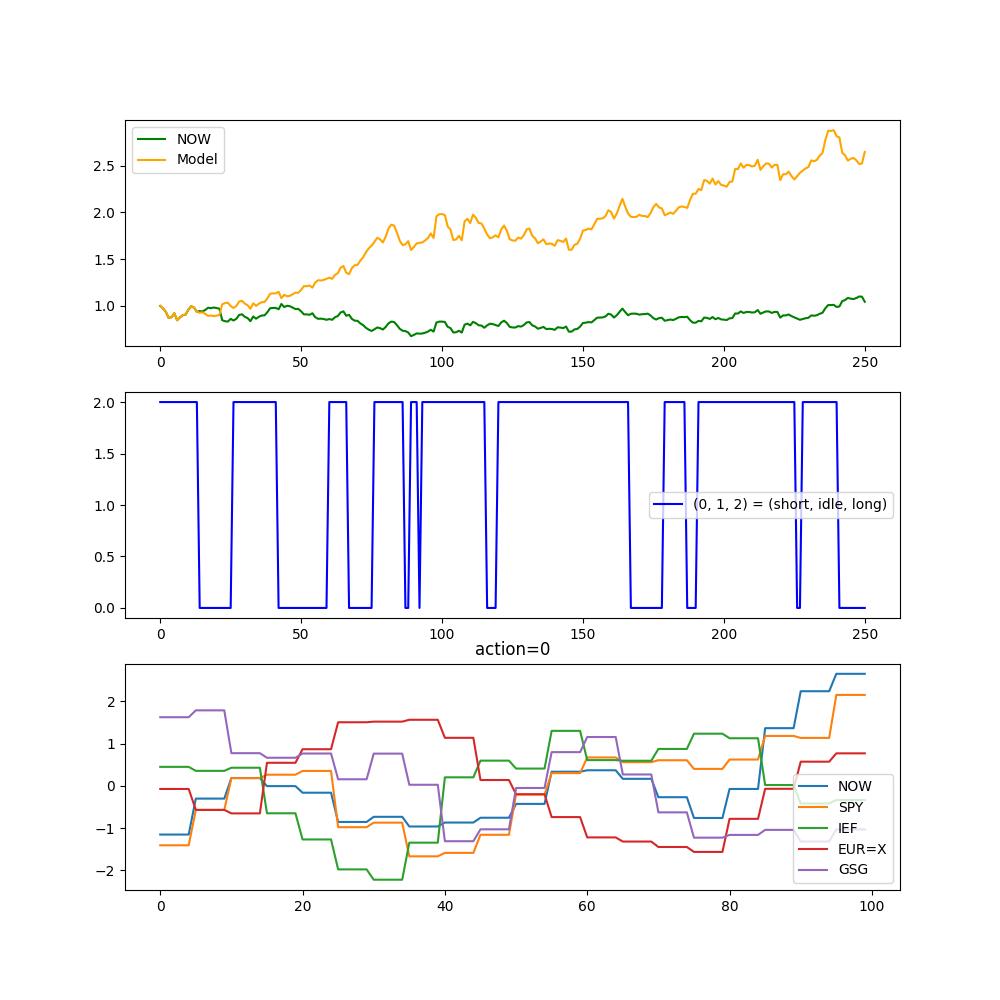 NOW
Model
2.5
2.0
1.5
1.0
0 50 100 150 200 250
2.0
1.5
1.0
0.5
0.0
(0, 1, 2) = (short, idle, long)
0 50 100 150 200 250
action=0
2
1
0
−1
−2
NOW
SPY
IEF
EUR=X
GSG
0 20 40 60 80 100